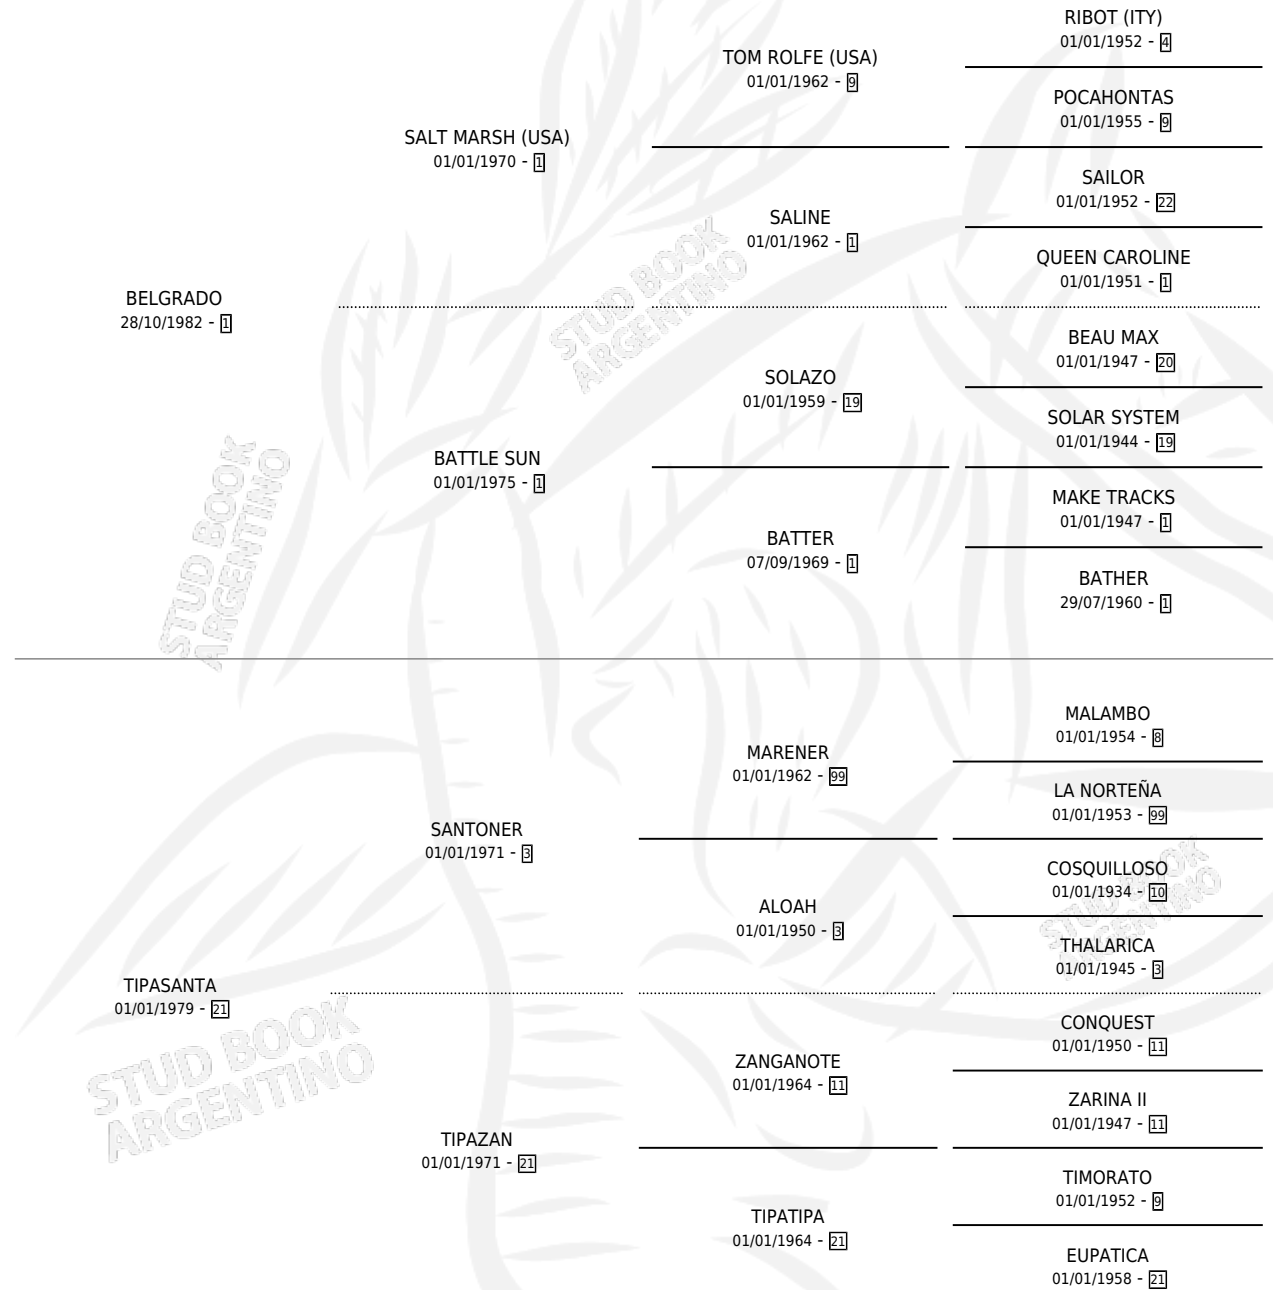 RIBOT (ITY)
01/01/1952 - 4
TOM ROLFE (USA)
01/01/1962 - 9
POCAHONTAS
01/01/1955 - 9
SALT MARSH (USA)
01/01/1970 - 1
SAILOR
01/01/1952 - 22
SALINE
01/01/1962 - 1
QUEEN CAROLINE
01/01/1951 - 1
BELGRADO
28/10/1982 - 1
STUD BOOK
ARGENTINO
BEAU MAX
01/01/1947 - 20
SOLAZO
01/01/1959 - 19
SOLAR SYSTEM
01/01/1944 - 19
BATTLE SUN
01/01/1975 - 1
MAKE TRACKS
01/01/1947 - 1
BATTER
07/09/1969 - 1
BATHER
29/07/1960 - 1
STUD BOOK
ARGENTINO
MALAMBO
01/01/1954 - 8
MARENER
01/01/1962 - 99
LA NORTEÑA
01/01/1953 - 99
SANTONER
01/01/1971 - 3
COSQUILLOSO
01/01/1934 - 10
ALOAH
01/01/1950 - 3
STUD BOOK
ARGENTINO
THALARICA
01/01/1945 - 3
TIPASANTA
01/01/1979 - 21
CONQUEST
01/01/1950 - 11
ZANGANOTE
01/01/1964 - 11
STUD BOOK
ARGENTINO
ZARINA II
01/01/1947 - 11
TIPAZAN
01/01/1971 - 21
TIMORATO
01/01/1952 - 9
TIPATIPA
01/01/1964 - 21
EUPATICA
01/01/1958 - 21